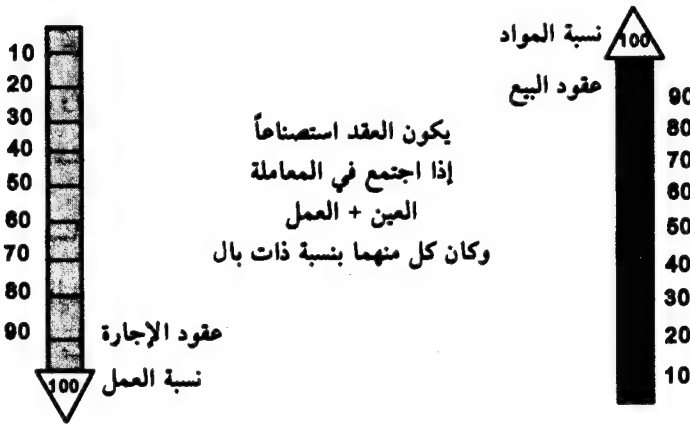 نسبة المواد
100
عقود البيع
90
80
70
60
50
40
30
20
10
يكون العقد استصناعاً
إذا اجتمع في المعاملة
العين + العمل
وكان كل منهما بنسبة ذات بال
10
20
30
40
50
60
70
80
90
عقود الإجارة
100
نسبة العمل